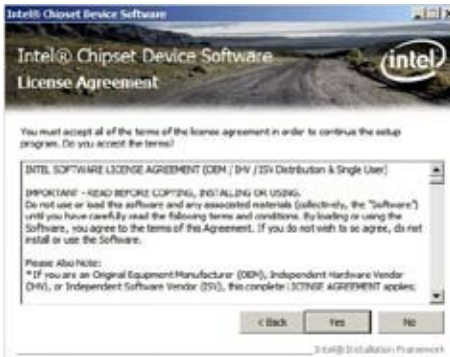 Intel® Chipset Device Software
Intel® Chipset Device Software
License Agreement
intel
You must accept all of the terms of the license agreement in order to continue the setup
program. Do you accept the terms?
INTEL SOFTWARE LICENSE AGREEMENT (OEM / IHV / ISV Distribution & Single User)
IMPORTANT - READ BEFORE COPYING, INSTALLING OR USING.
Do not use or load this software and any associated materials (collectively, the "Software")
until you have carefully read the following terms and conditions. By loading or using the
Software, you agree to the terms of this Agreement. If you do not wish to so agree, do not
install or use the Software.
Please Also Note:
* If you are an Original Equipment Manufacturer (OEM), Independent Hardware Vendor
(IHV), or Independent Software Vendor (ISV), this complete LICENSE AGREEMENT applies;
< Back
Yes
No
Intel® Installation Framework